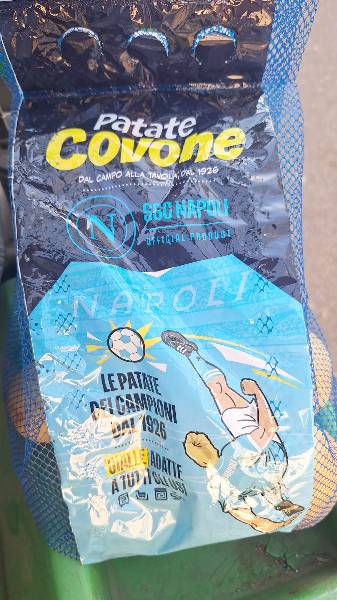 Patate
Covone
DAL CAMPO ALLA TAVOLA, DAL 1926
N
SSC NAPOLI
OFFICIAL PRODUCT
NAPOLI
LE PATATE
DEI CAMPIONI
DAL 1926
GIALLE, ADATTE
A TUTTI GLI USI